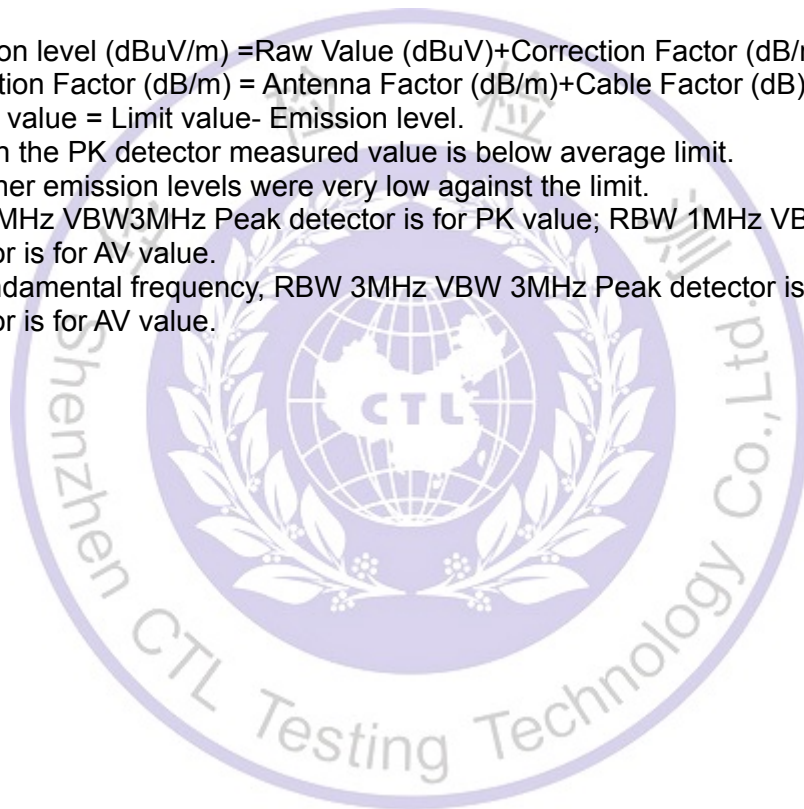 on level (dBuV/m) =Raw Value (dBuV)+Correction Factor (dB/
tion Factor (dB/m) = Antenna Factor (dB/m)+Cable Factor (dB)
value = Limit value- Emission level.
n the PK detector measured value is below average limit.
ner emission levels were very low against the limit.
MHz VBW3MHz Peak detector is for PK value; RBW 1MHz VB
or is for AV value.
ndamental frequency, RBW 3MHz VBW 3MHz Peak detector is
or is for AV value.
CTL
Shenzhen CTL Testing Technology Co.,Ltd.
检 测